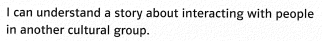 I can understand a story about interacting with people
in another cultural group.